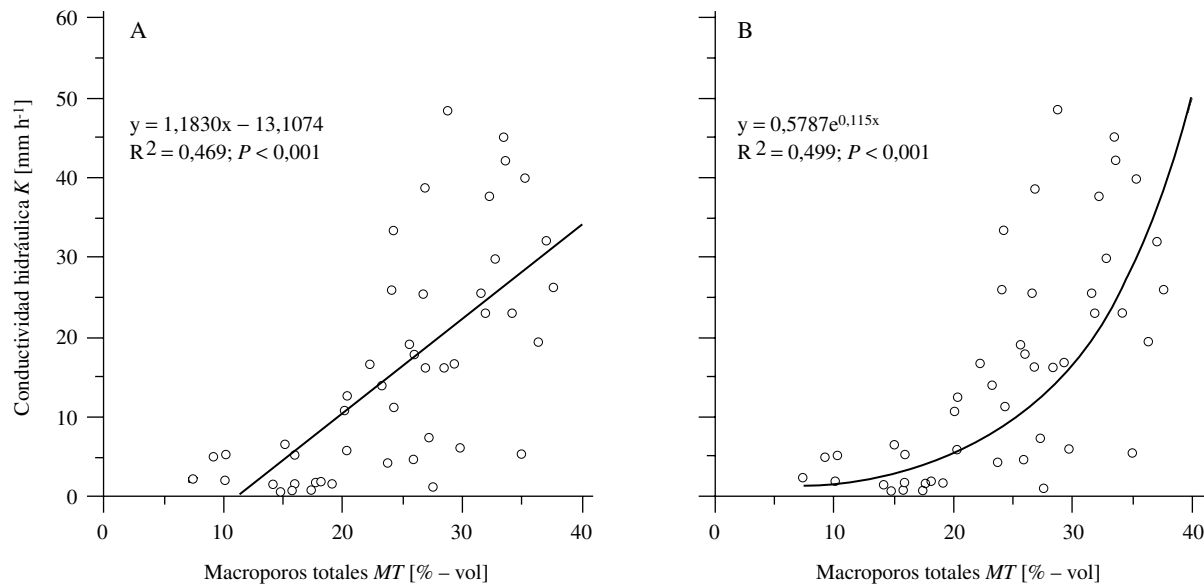 A
y = 1,1830x − 13,1074
R² = 0,469; P < 0,001
Conductividad hidráulica K [mm h⁻¹]
60
50
40
30
20
10
0
0 10 20 30 40
Macroporos totales MT [% – vol]
B
y = 0,5787e^0,115x
R² = 0,499; P < 0,001
0 10 20 30 40
Macroporos totales MT [% – vol]